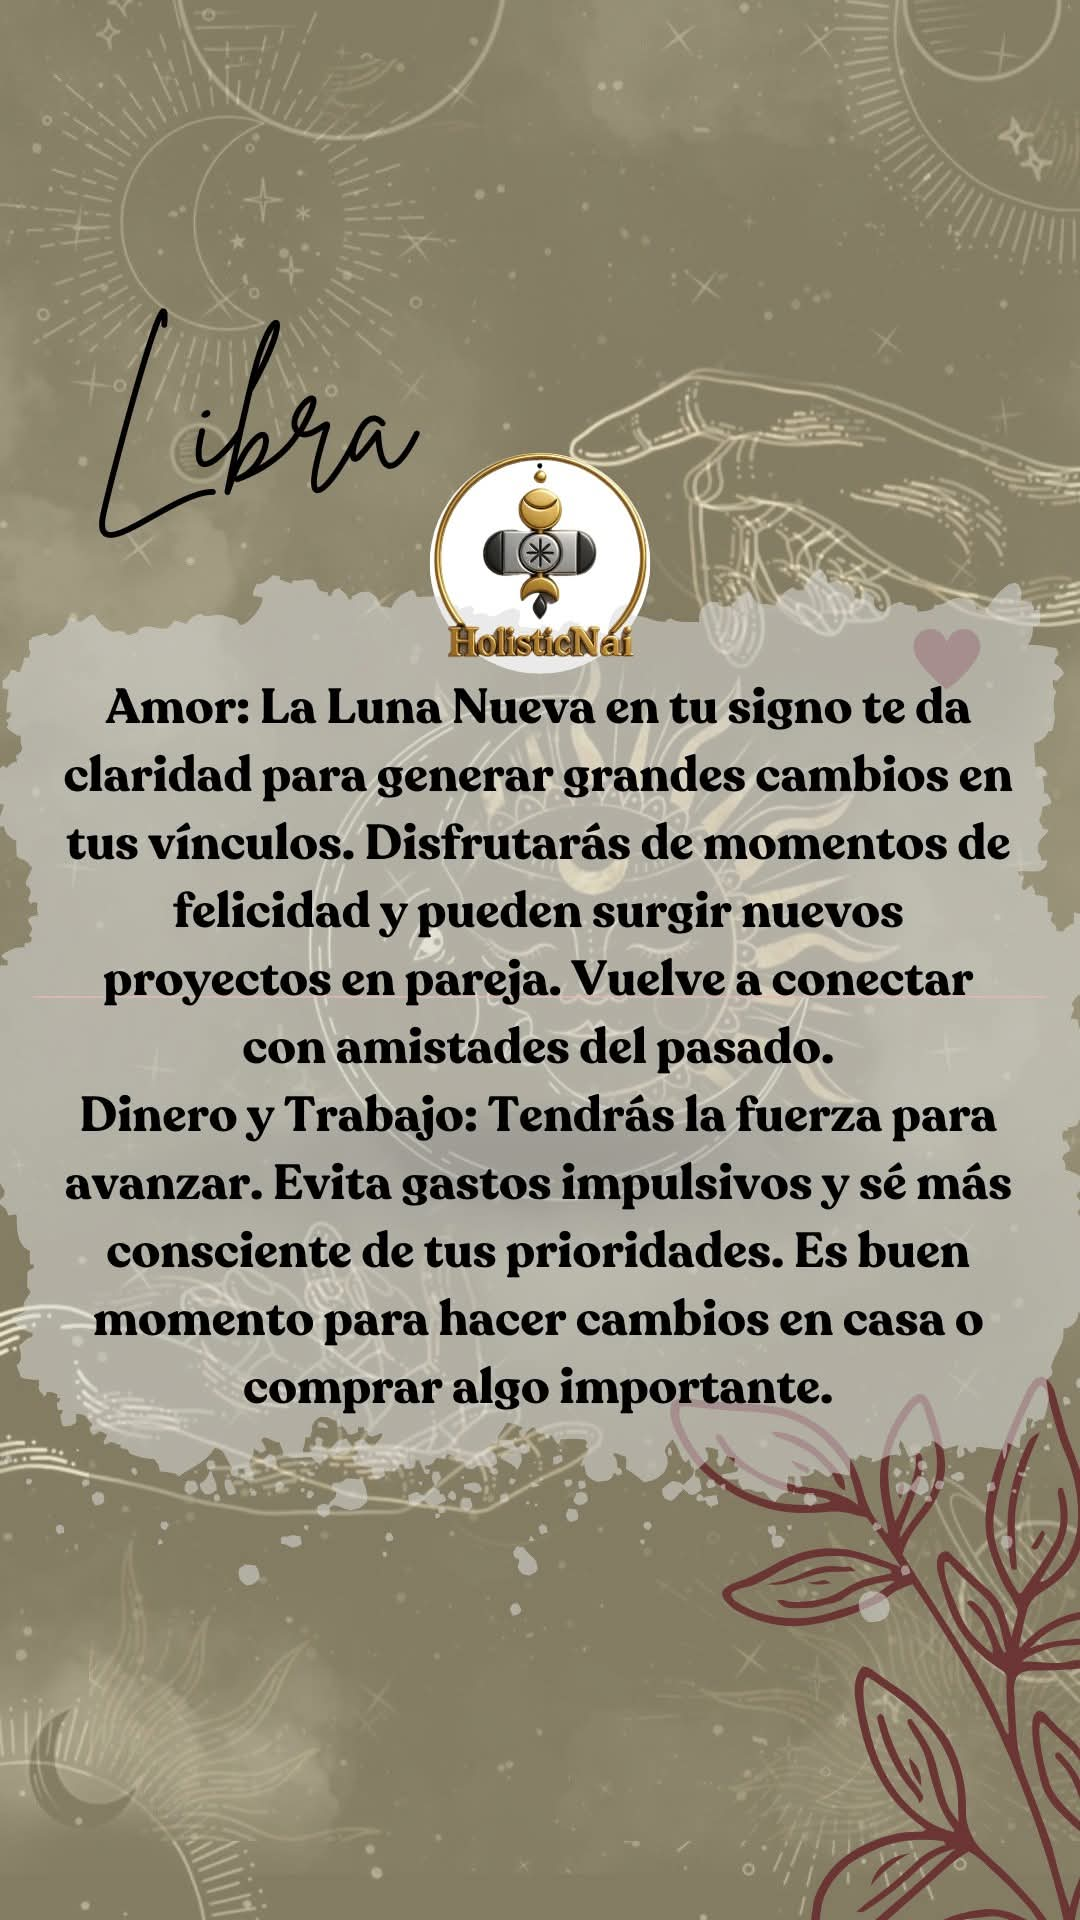 Libra
HolisticNai
Amor: La Luna Nueva en tu signo te da
claridad para generar grandes cambios en
tus vínculos. Disfrutarás de momentos de
felicidad y pueden surgir nuevos
proyectos en pareja. Vuelve a conectar
con amistades del pasado.
Dinero y Trabajo: Tendrás la fuerza para
avanzar. Evita gastos impulsivos y sé más
consciente de tus prioridades. Es buen
momento para hacer cambios en casa o
comprar algo importante.